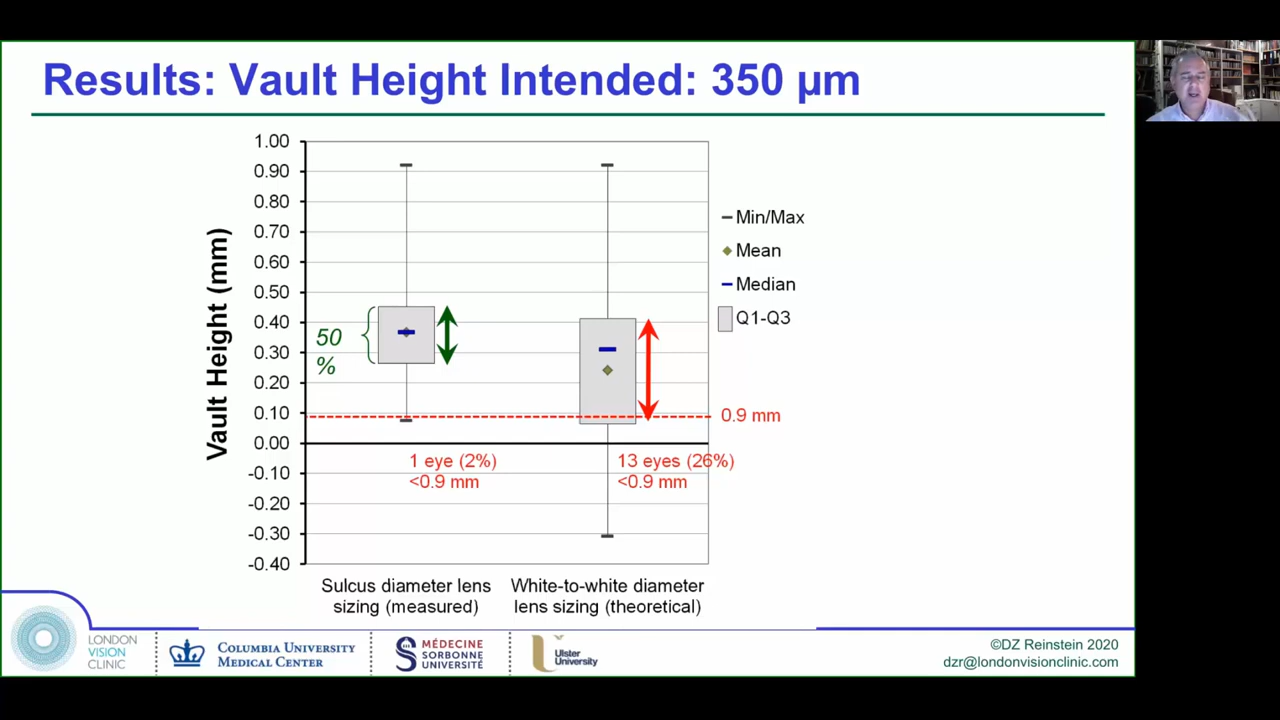 Results: Vault Height Intended: 350 µm
Vault Height (mm)
1.00
0.90
0.80
0.70
0.60
0.50
0.40
0.30
0.20
0.10
0.00
-0.10
-0.20
-0.30
-0.40
50
%
Min/Max
Mean
Median
Q1-Q3
0.9 mm
1 eye (2%)
<0.9 mm
13 eyes (26%)
<0.9 mm
Sulcus diameter lens
sizing (measured)
White-to-white diameter
lens sizing (theoretical)
LONDON
VISION
CLINIC
COLUMBIA UNIVERSITY
MEDICAL CENTER
MÉDECINE
SORBONNE
UNIVERSITÉ
Ulster
University
©DZ Reinstein 2020
dzr@londonvisionclinic.com